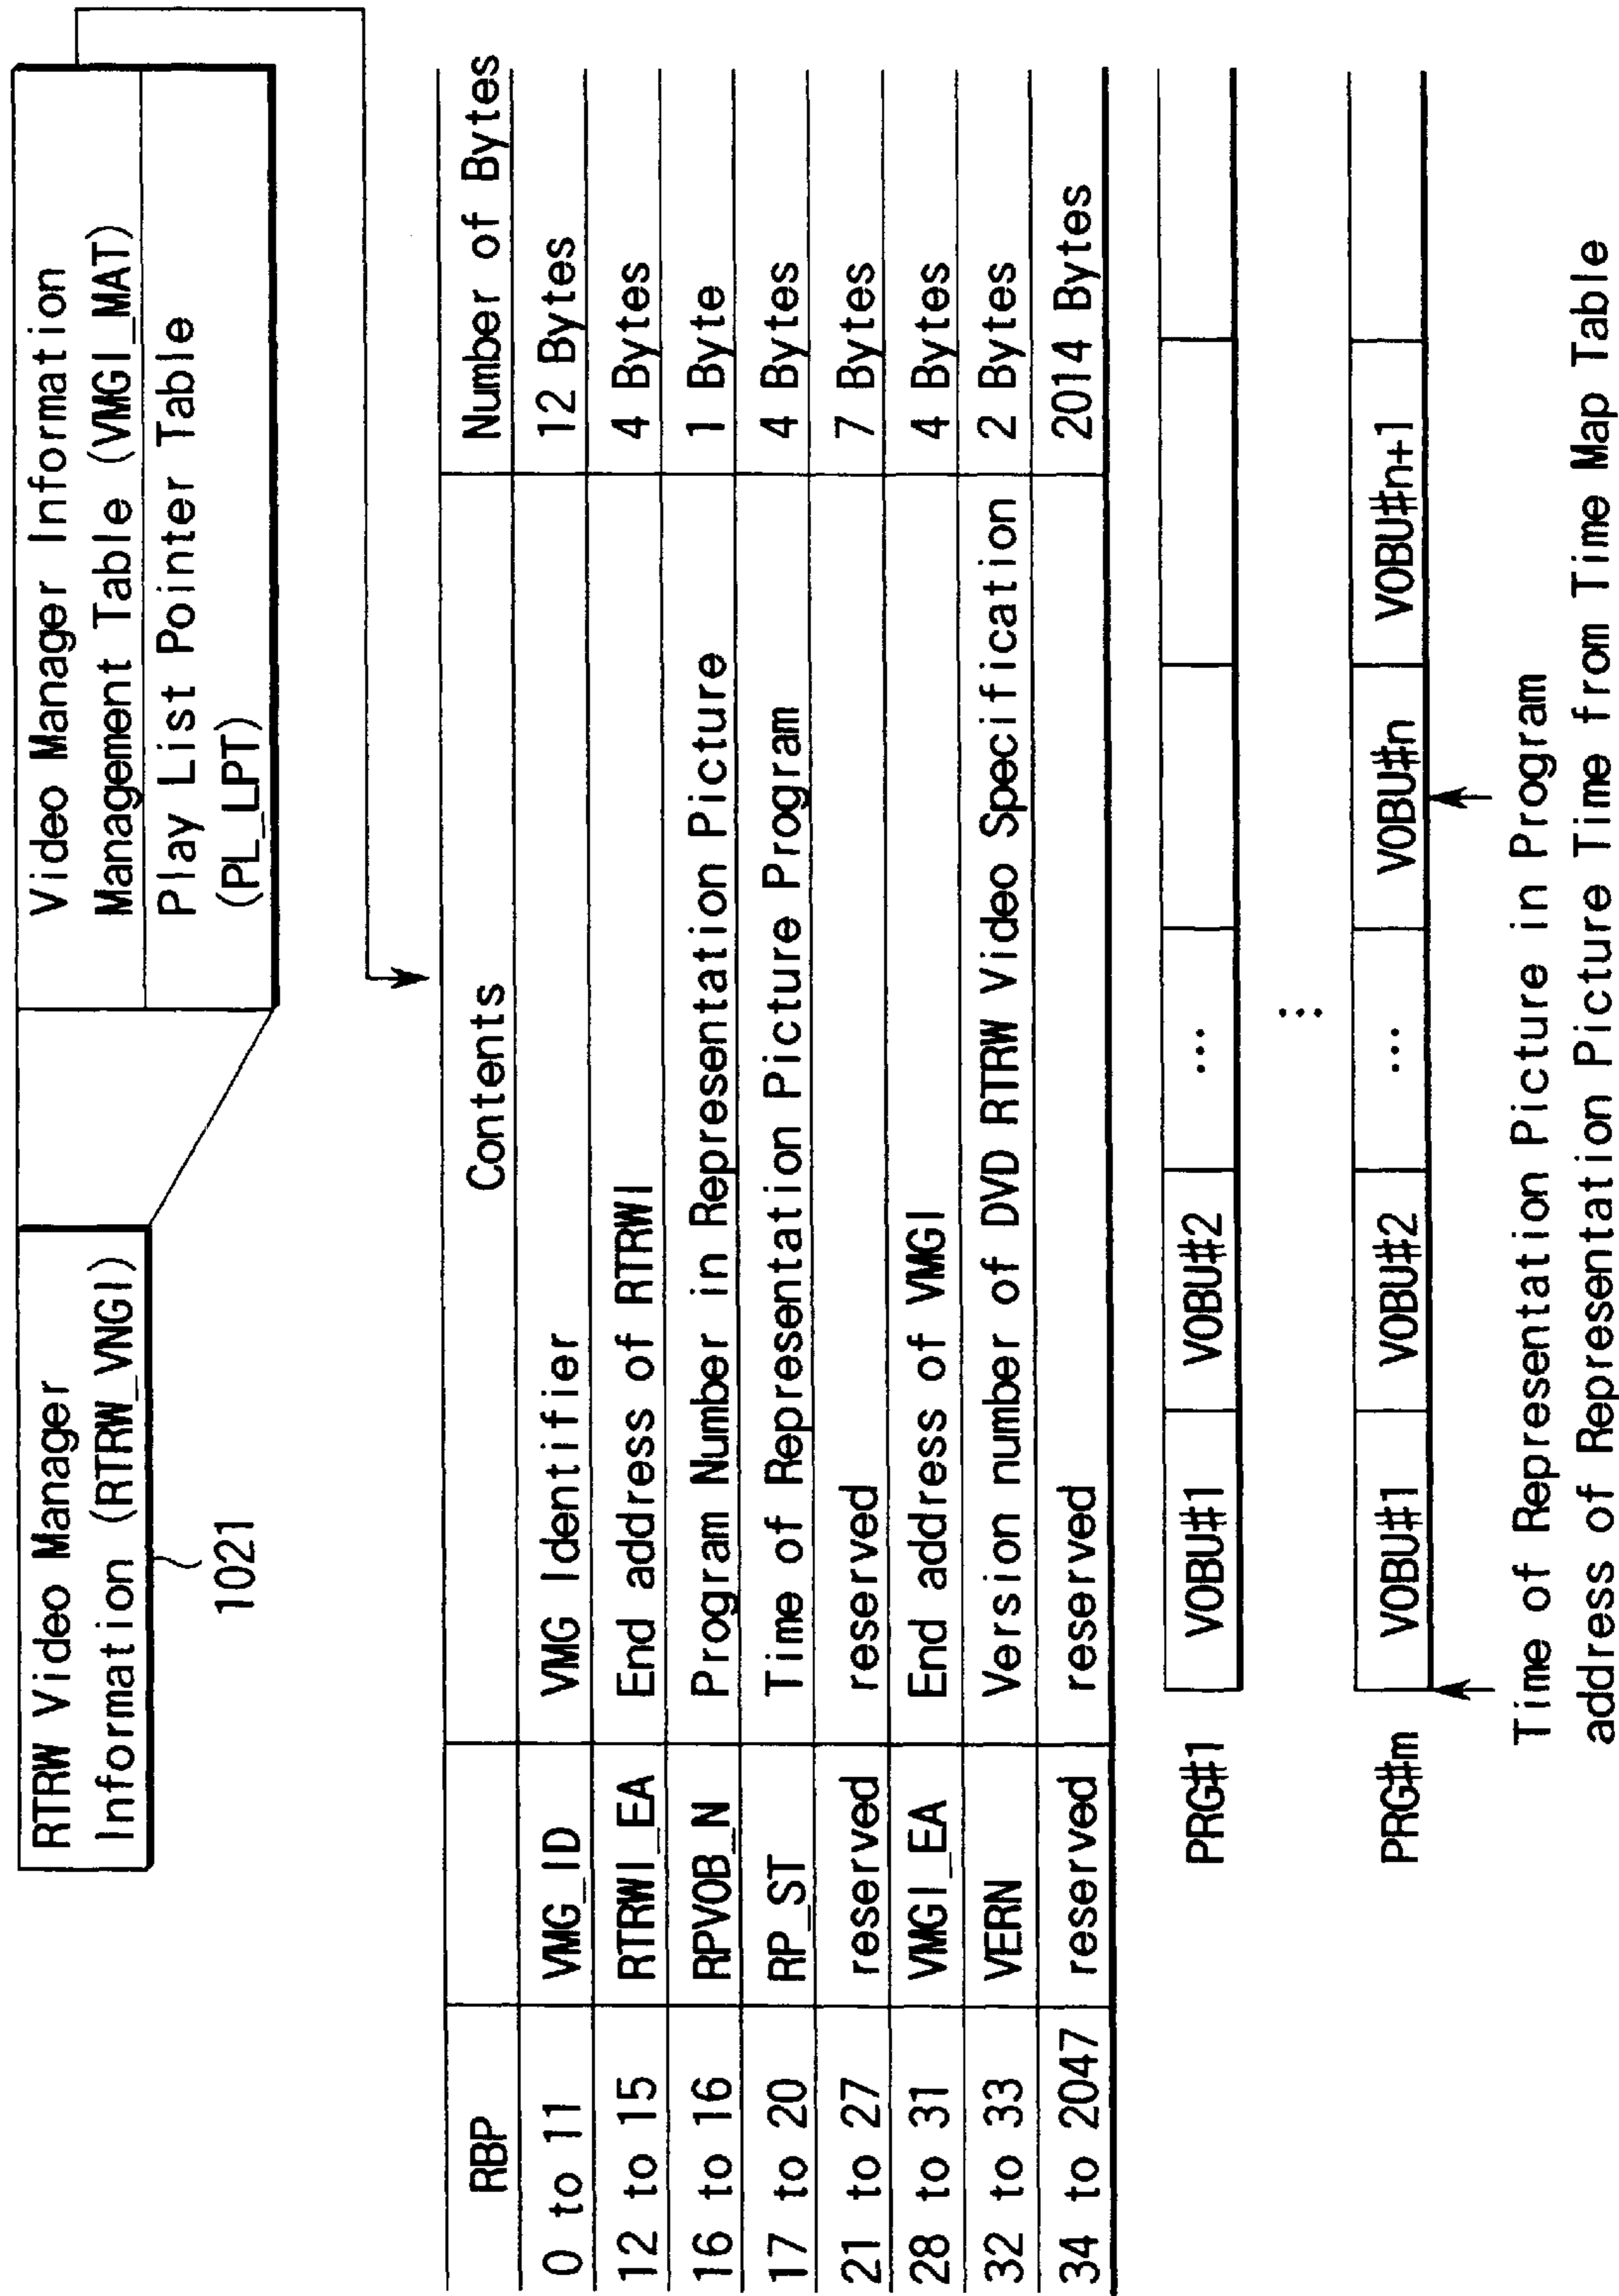 RTRW Video Manager
Information (RTRW_VNGI)
1021
Video Manager Information
Management Table (VMGI_MAT)
Play List Pointer Table
(PL_LPT)
RBP Contents Number of Bytes
0 to 11 VMG_ID VMG Identifier 12 Bytes
12 to 15 RTRWI_EA End address of RTRWI 4 Bytes
16 to 16 RPVOB_N Program Number in Representation Picture 1 Byte
17 to 20 RP_ST Time of Representation Picture Program 4 Bytes
21 to 27 reserved reserved 7 Bytes
28 to 31 VMGI_EA End address of VMGI 4 Bytes
32 to 33 VERN Version number of DVD RTRW Video Specification 2 Bytes
34 to 2047 reserved reserved 2014 Bytes
PRG#1 VOBU#1 VOBU#2 ...
...
PRG#m VOBU#1 VOBU#2 ... VOBU#n VOBU#n+1
Time of Representation Picture in Program
address of Representation Picture Time from Time Map Table